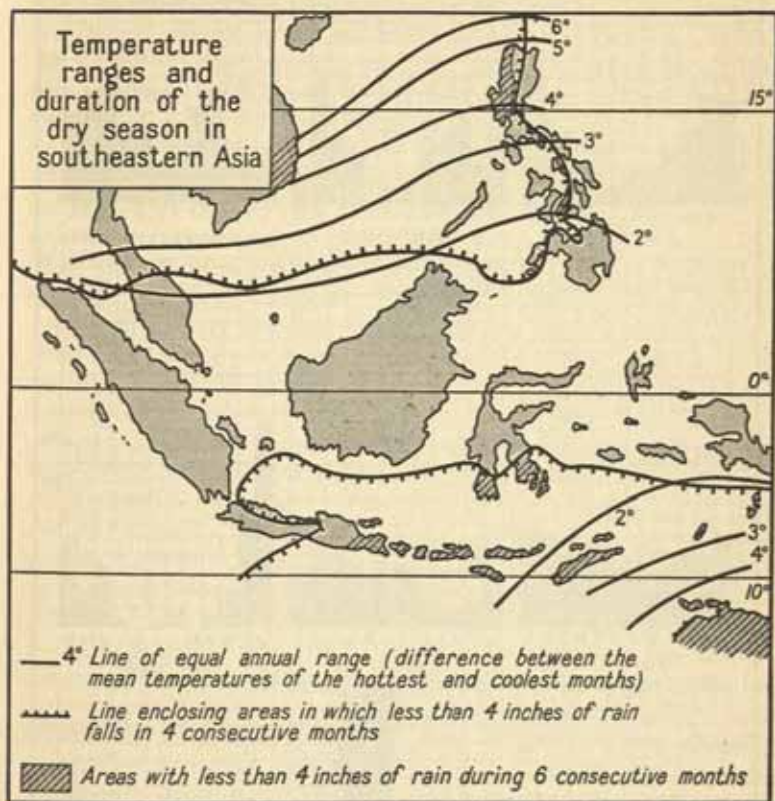 Temperature
ranges and
duration of the
dry season in
southeastern Asia
6°
5°
15°
4°
3°
2°
0°
2°
3°
4°
10°
4° Line of equal annual range (difference between the
mean temperatures of the hottest and coolest months)
Line enclosing areas in which less than 4 inches of rain
falls in 4 consecutive months
Areas with less than 4 inches of rain during 6 consecutive months